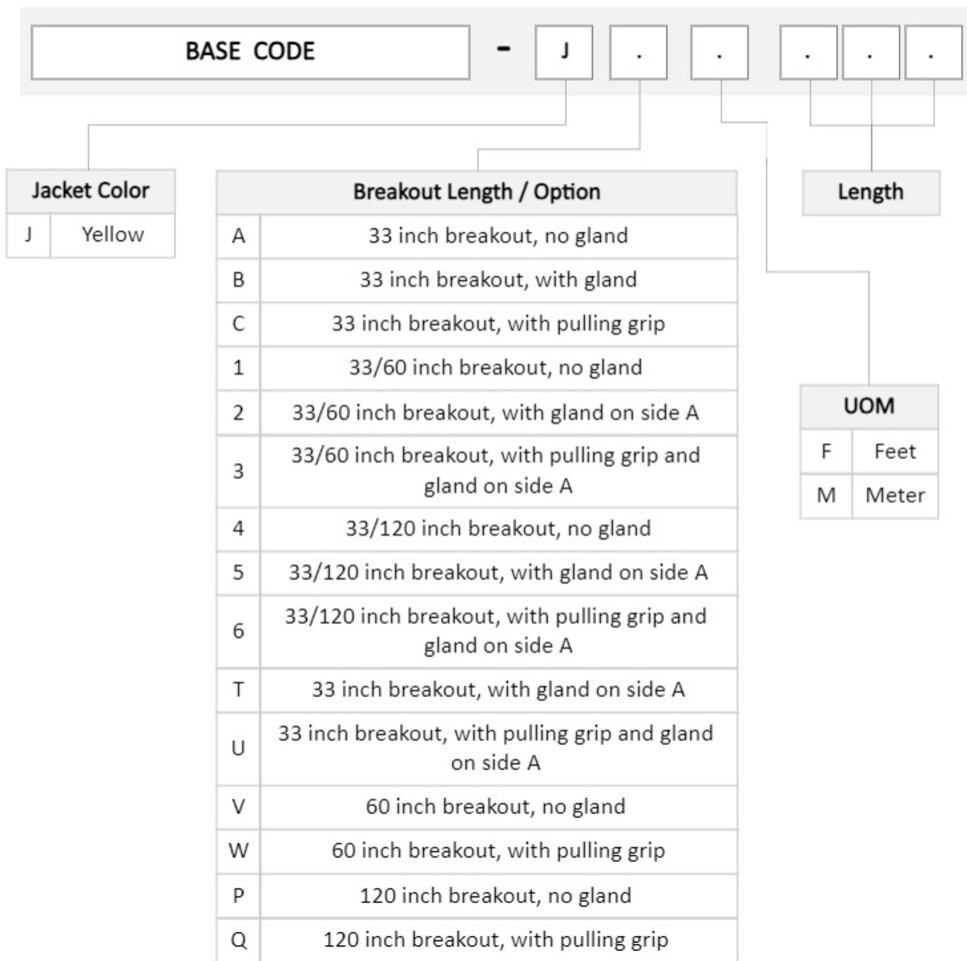 BASE CODE - J . . . . .
Jacket Color
J Yellow
Breakout Length / Option
A 33 inch breakout, no gland
B 33 inch breakout, with gland
C 33 inch breakout, with pulling grip
1 33/60 inch breakout, no gland
2 33/60 inch breakout, with gland on side A
3 33/60 inch breakout, with pulling grip and
gland on side A
4 33/120 inch breakout, no gland
5 33/120 inch breakout, with gland on side A
6 33/120 inch breakout, with pulling grip and
gland on side A
T 33 inch breakout, with gland on side A
U 33 inch breakout, with pulling grip and gland
on side A
V 60 inch breakout, no gland
W 60 inch breakout, with pulling grip
P 120 inch breakout, no gland
Q 120 inch breakout, with pulling grip
Length
UOM
F Feet
M Meter